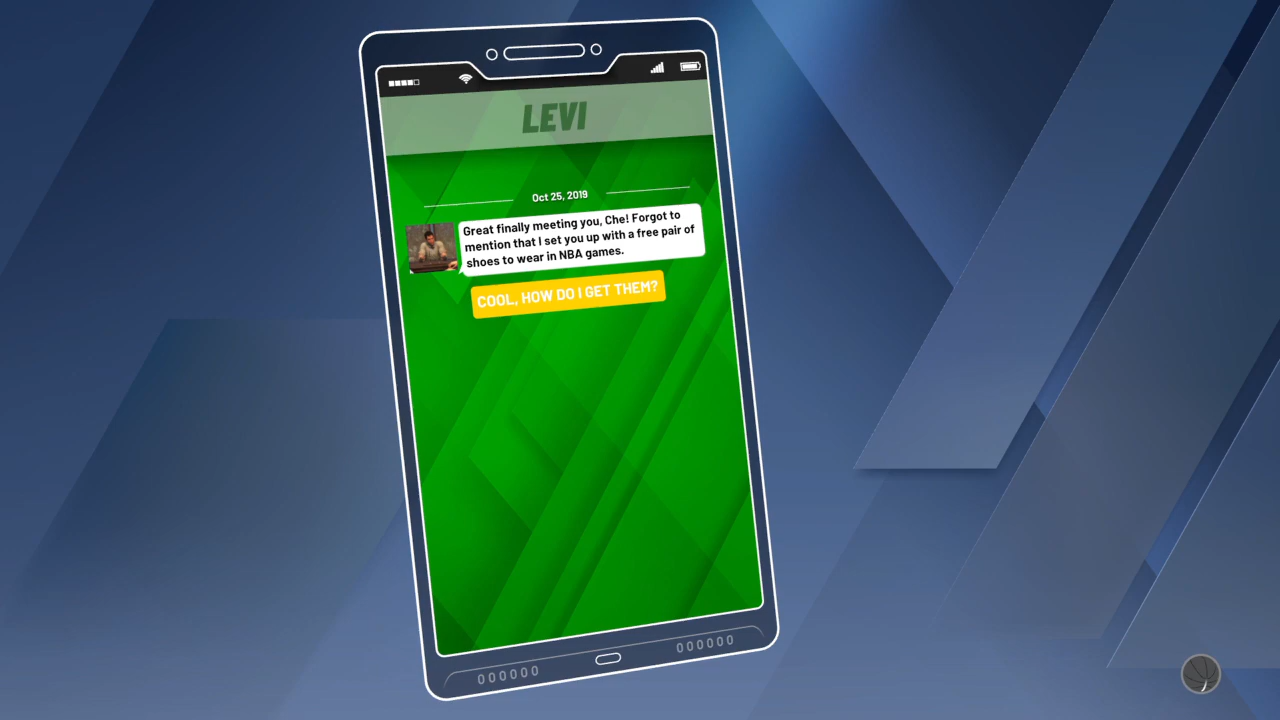 LEVI
Oct 25, 2019
Great finally meeting you, Che! Forgot to
mention that I set you up with a free pair of
shoes to wear in NBA games.
COOL, HOW DO I GET THEM?